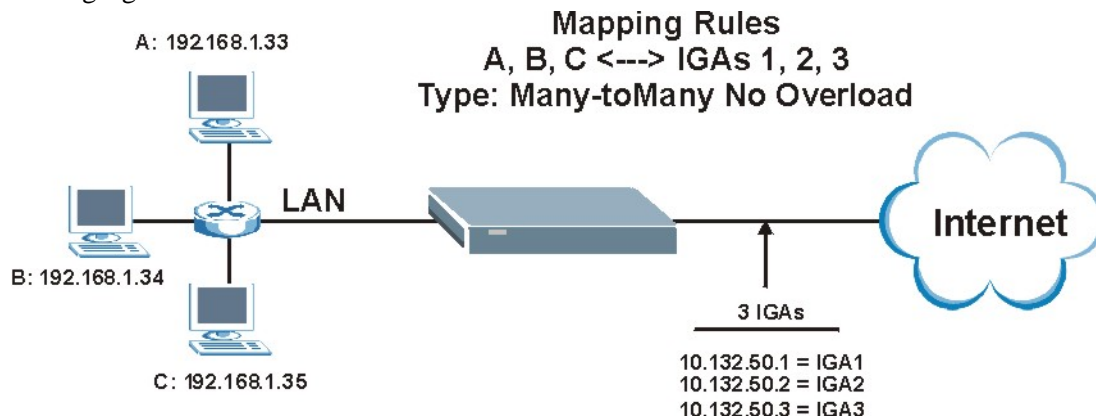 Mapping Rules
A, B, C <---> IGAs 1, 2, 3
Type: Many-toMany No Overload
A: 192.168.1.33
LAN
B: 192.168.1.34
C: 192.168.1.35
Internet
3 IGAs
10.132.50.1 = IGA1
10.132.50.2 = IGA2
10.132.50.3 = IGA3